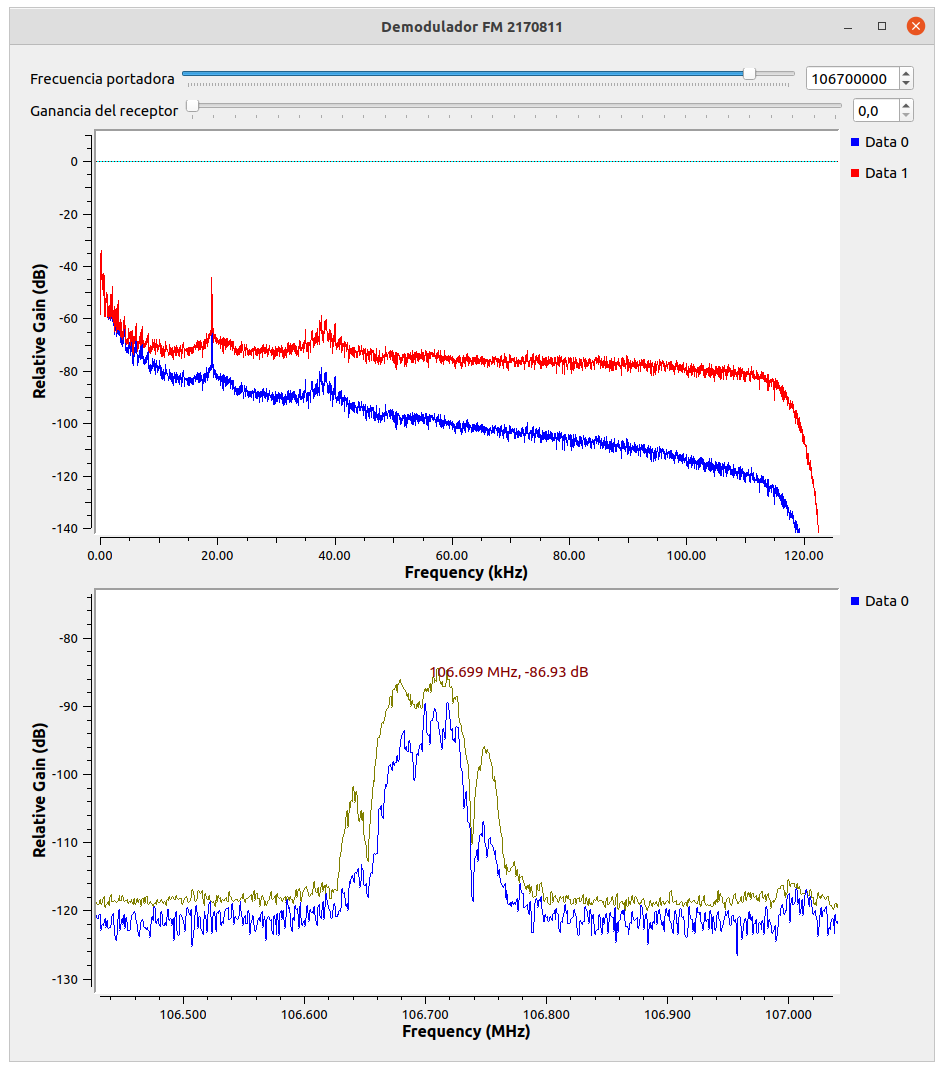 Demodulador FM 2170811
Frecuencia portadora
106700000
Ganancia del receptor
0,0
Data 0
Data 1
Relative Gain (dB)
0
-20
-40
-60
-80
-100
-120
-140
0.00 20.00 40.00 60.00 80.00 100.00 120.00
Frequency (kHz)
Data 0
106.699 MHz, -86.93 dB
Relative Gain (dB)
-80
-90
-100
-110
-120
-130
106.500 106.600 106.700 106.800 106.900 107.000
Frequency (MHz)